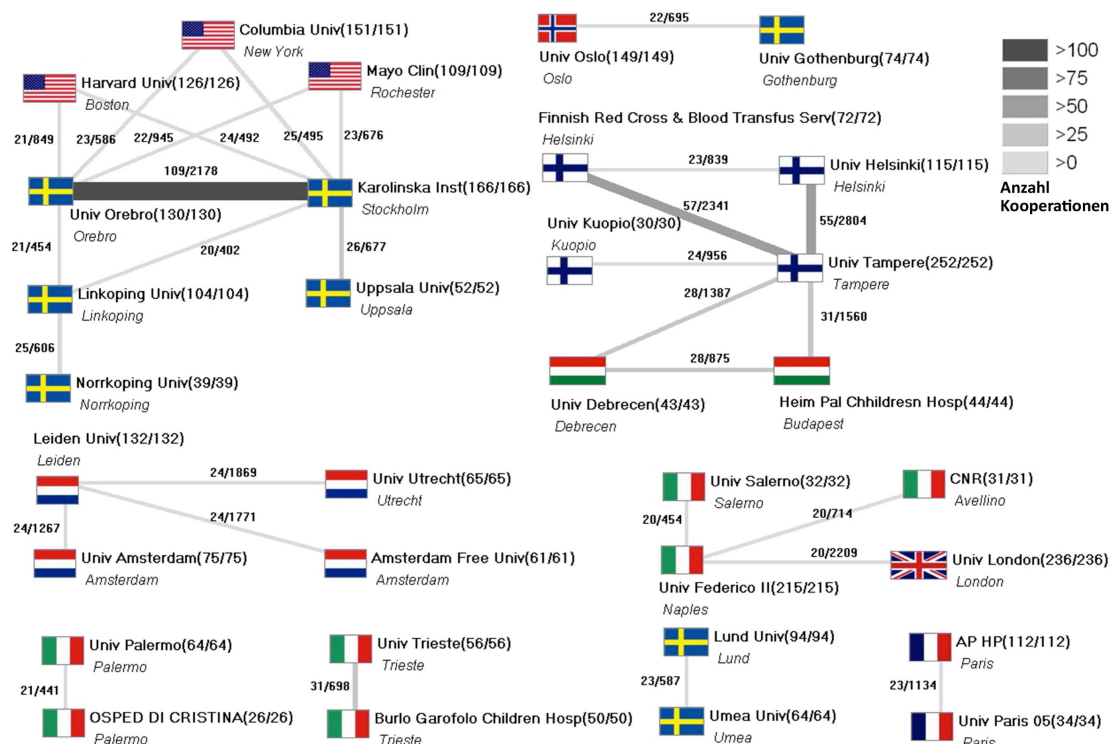 Columbia Univ(151/151)
New York
Harvard Univ(126/126)
Boston
Mayo Clin(109/109)
Rochester
21/849
23/586
22/945
24/492
25/495
23/676
109/2178
Univ Orebro(130/130)
Orebro
Karolinska Inst(166/166)
Stockholm
21/454
20/402
26/677
Linkoping Univ(104/104)
Linkoping
Uppsala Univ(52/52)
Uppsala
25/606
Norrkoping Univ(39/39)
Norrkoping
22/695
Univ Oslo(149/149)
Oslo
Univ Gothenburg(74/74)
Gothenburg
Finnish Red Cross & Blood Transfus Serv(72/72)
Helsinki
23/839
Univ Helsinki(115/115)
Helsinki
57/2341
55/2804
Univ Kuopio(30/30)
Kuopio
24/956
Univ Tampere(252/252)
Tampere
28/1387
31/1560
28/875
Univ Debrecen(43/43)
Debrecen
Heim Pal Chhildresn Hosp(44/44)
Budapest
>100
>75
>50
>25
>0
Anzahl
Kooperationen
Leiden Univ(132/132)
Leiden
24/1869
Univ Utrecht(65/65)
Utrecht
24/1267
24/1771
Univ Amsterdam(75/75)
Amsterdam
Amsterdam Free Univ(61/61)
Amsterdam
Univ Salerno(32/32)
Salerno
CNR(31/31)
Avellino
20/454
20/714
20/2209
Univ Federico II(215/215)
Naples
Univ London(236/236)
London
Univ Palermo(64/64)
Palermo
21/441
OSPED DI CRISTINA(26/26)
Palermo
Univ Trieste(56/56)
Trieste
31/698
Burlo Garofolo Children Hosp(50/50)
Trieste
Lund Univ(94/94)
Lund
23/587
Umea Univ(64/64)
Umea
AP HP(112/112)
Paris
23/1134
Univ Paris 05(34/34)
Paris